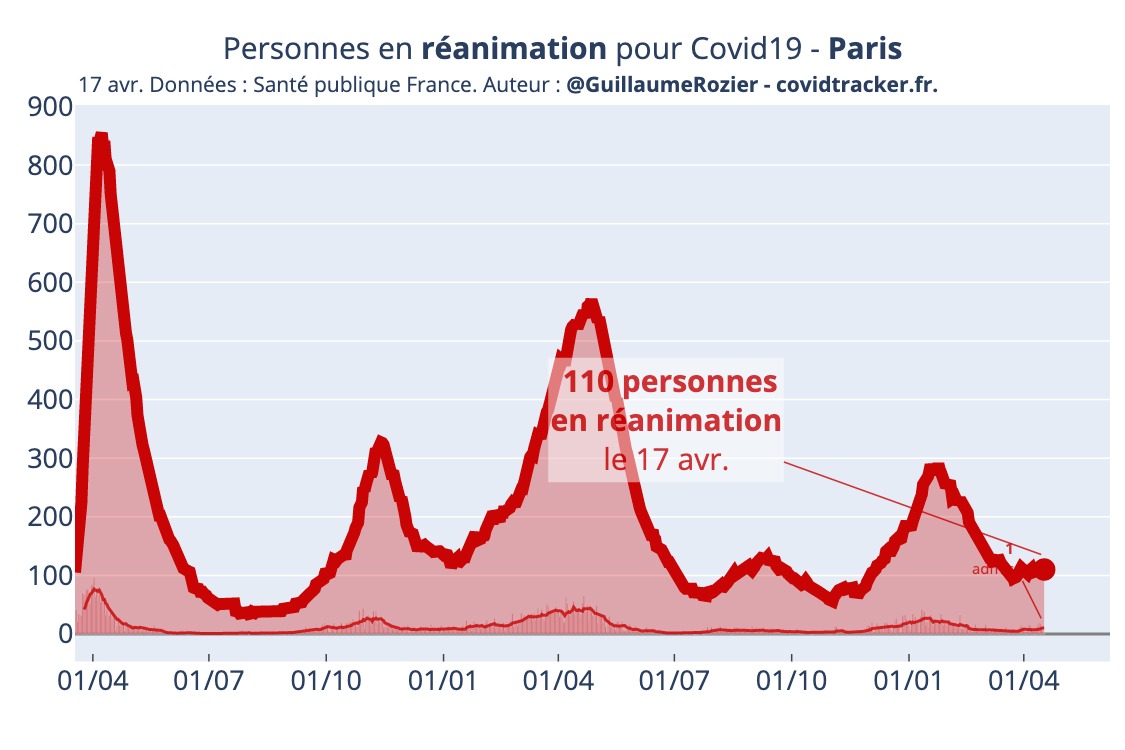 Personnes en réanimation pour Covid19 - Paris
17 avr. Données : Santé publique France. Auteur : @GuillaumeRozier - covidtracker.fr.
900
800
700
600
500
400
300
200
100
0
110 personnes
en réanimation
le 17 avr.
1
01/04 01/07 01/10 01/01 01/04 01/07 01/10 01/01 01/04